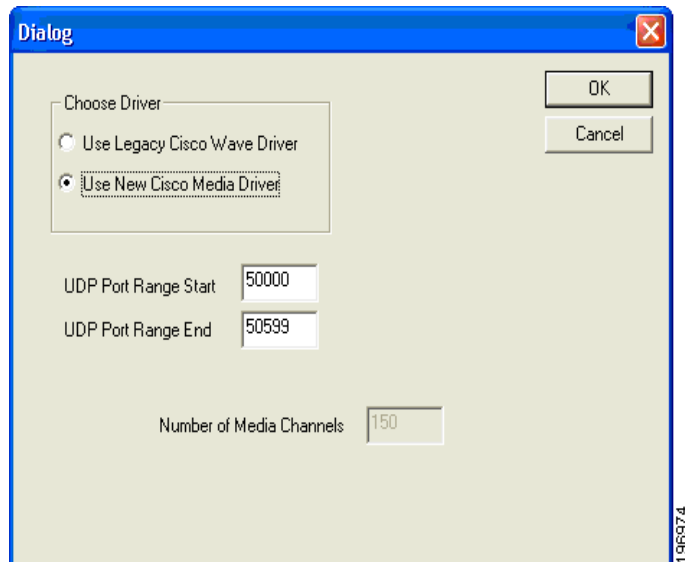 Dialog
OK
Cancel
Choose Driver
Use Legacy Cisco Wave Driver
Use New Cisco Media Driver
UDP Port Range Start 50000
UDP Port Range End 50599
Number of Media Channels 150
196974